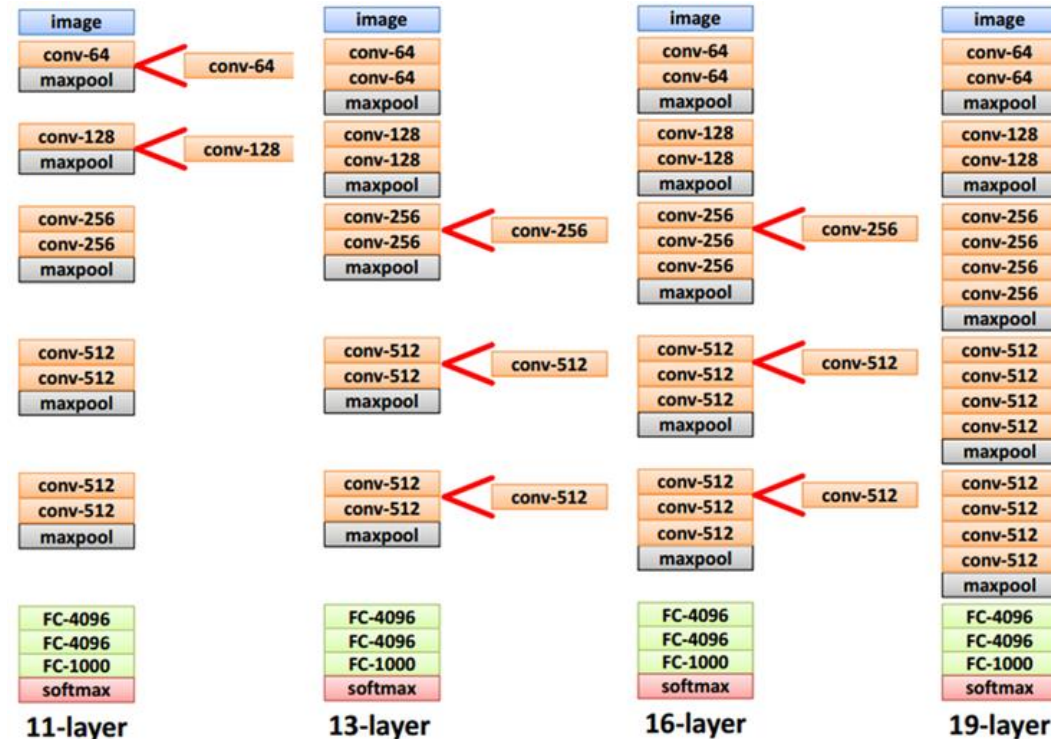 image
conv-64
maxpool
conv-64
conv-128
maxpool
conv-128
conv-256
conv-256
maxpool
conv-512
conv-512
maxpool
conv-512
conv-512
maxpool
FC-4096
FC-4096
FC-1000
softmax
11-layer
image
conv-64
conv-64
maxpool
conv-128
conv-128
maxpool
conv-256
conv-256
maxpool
conv-256
conv-512
conv-512
maxpool
conv-512
conv-512
conv-512
maxpool
conv-512
FC-4096
FC-4096
FC-1000
softmax
13-layer
image
conv-64
conv-64
maxpool
conv-128
conv-128
maxpool
conv-256
conv-256
conv-256
maxpool
conv-256
conv-512
conv-512
conv-512
maxpool
conv-512
conv-512
conv-512
conv-512
maxpool
conv-512
FC-4096
FC-4096
FC-1000
softmax
16-layer
image
conv-64
conv-64
maxpool
conv-128
conv-128
maxpool
conv-256
conv-256
conv-256
conv-256
maxpool
conv-512
conv-512
conv-512
conv-512
maxpool
conv-512
conv-512
conv-512
conv-512
maxpool
FC-4096
FC-4096
FC-1000
softmax
19-layer